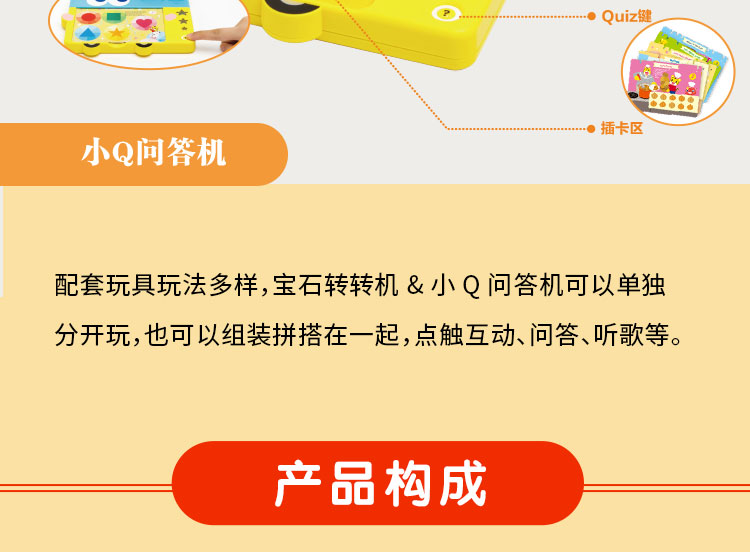 ?
Quiz键
插卡区
小Q问答机
配套玩具玩法多样，宝石转转机 & 小 Q 问答机可以单独
分开玩，也可以组装拼搭在一起，点触互动、问答、听歌等。
产品构成